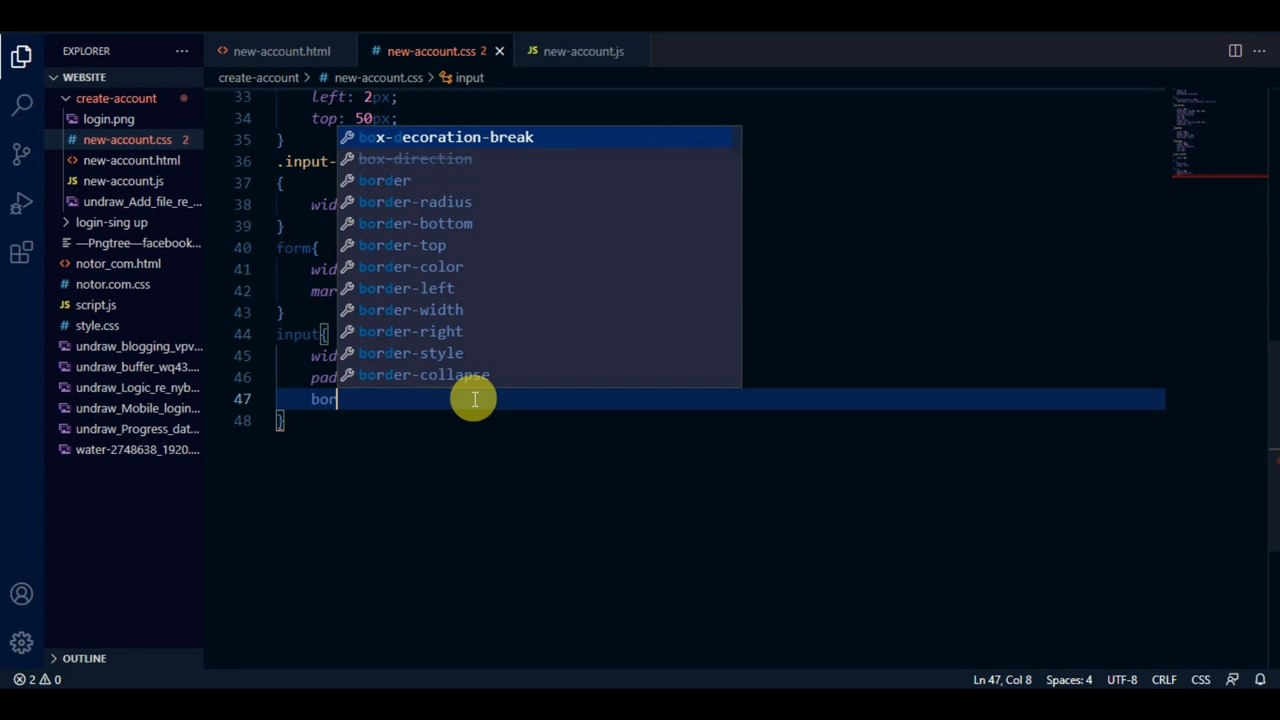 EXPLORER
new-account.html
new-account.css 2
new-account.js
WEBSITE
create-account > new-account.css > input
create-account
login.png
new-account.css 2
new-account.html
new-account.js
undraw_Add_file_re_...
login-sing up
—Pngtree—facebook...
notor_com.html
notor.com.css
script.js
style.css
undraw_blogging_vpv...
undraw_buffer_wq43....
undraw_Logic_re_nyb...
undraw_Mobile_login...
undraw_Progress_dat...
water-2748638_1920....
OUTLINE
33 left: 2px;
34 top: 50px;
35 }
36 .input-
37 {
38 wid
39 }
40 form{
41 wid
42 mar
43 }
44 input{
45 wid
46 pad
47 bor
48 }
box-decoration-break
box-direction
border
border-radius
border-bottom
border-top
border-color
border-left
border-width
border-right
border-style
border-collapse
2 0
Ln 47, Col 8 Spaces: 4 UTF-8 CRLF CSS